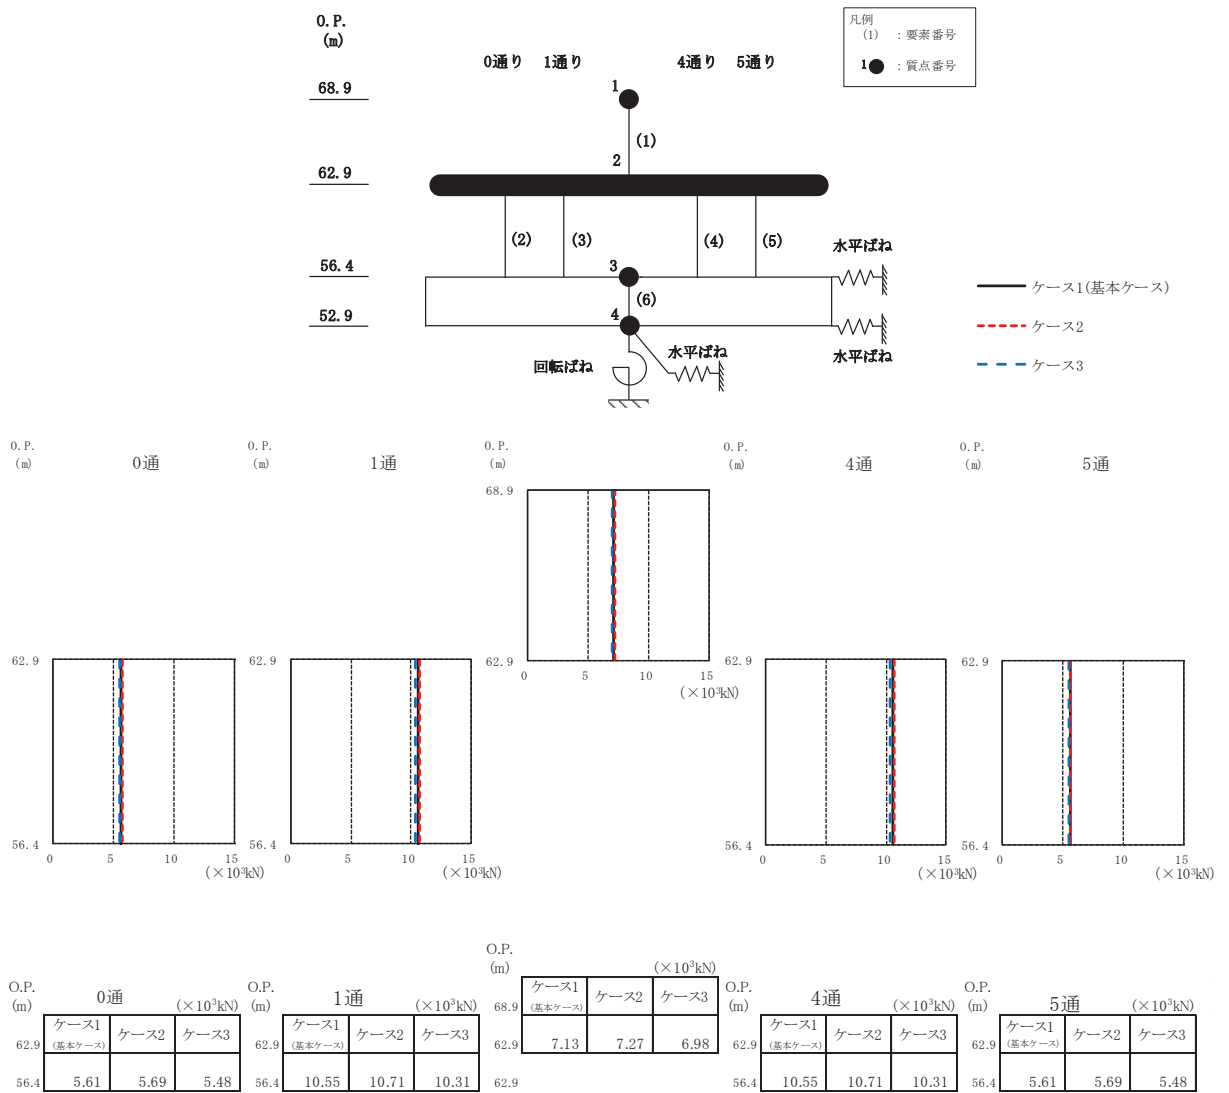 O.P.
(m)
0通り 1通り 4通り 5通り
凡例
(1) : 要素番号
1 : 質点番号
68.9
1
(1)
2
62.9
(2) (3) (4) (5)
水平ばね
56.4
3
(6)
52.9
4
水平ばね
水平ばね
回転ばね
ケース1(基本ケース)
ケース2
ケース3
O.P.
(m)
0通
62.9
56.4
0 5 10 15
(×10³kN)
O.P.
(m)
1通
62.9
56.4
0 5 10 15
(×10³kN)
O.P.
(m)
68.9
62.9
0 5 10 15
(×10³kN)
O.P.
(m)
4通
62.9
56.4
0 5 10 15
(×10³kN)
O.P.
(m)
5通
62.9
56.4
0 5 10 15
(×10³kN)
O.P.
(m) 0通 (×10³kN)
ケース1 ケース2 ケース3
(基本ケース)
62.9
56.4 5.61 5.69 5.48
O.P.
(m) 1通 (×10³kN)
ケース1 ケース2 ケース3
(基本ケース)
62.9
56.4 10.55 10.71 10.31
O.P.
(m) (×10³kN)
ケース1 ケース2 ケース3
(基本ケース)
68.9
62.9 7.13 7.27 6.98
62.9
O.P.
(m) 4通 (×10³kN)
ケース1 ケース2 ケース3
(基本ケース)
62.9
56.4 10.55 10.71 10.31
O.P.
(m) 5通 (×10³kN)
ケース1 ケース2 ケース3
(基本ケース)
62.9
56.4 5.61 5.69 5.48